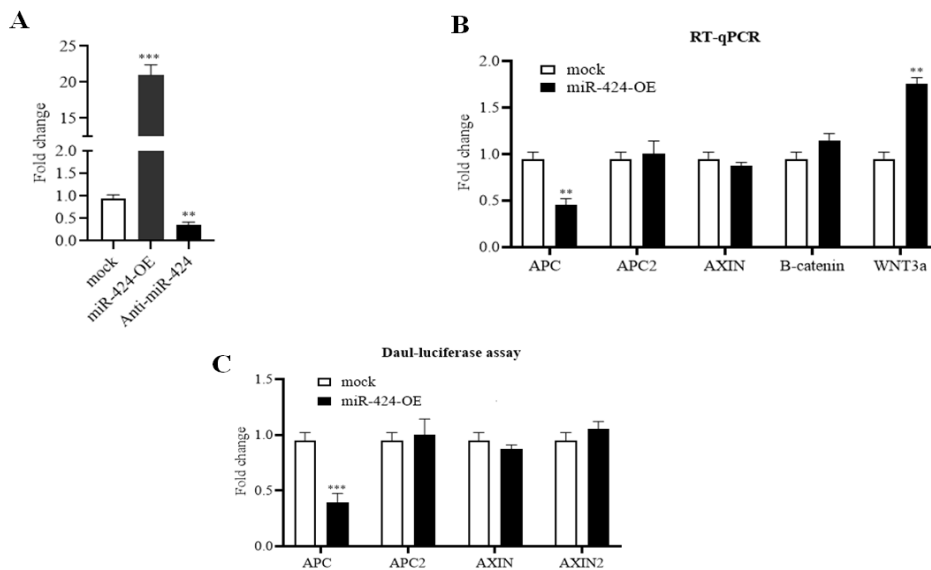 A
Fold change
25
20
15
2.0
1.0
0.5
0.0
***
**
mock
miR-424-OE
Anti-miR-424
B
RT-qPCR
mock
miR-424-OE
Fold change
2.0
1.5
1.0
0.5
0.0
**
**
APC
APC2
AXIN
B-catenin
WNT3a
C
Daul-luciferase assay
mock
miR-424-OE
Fold change
1.5
1.0
0.5
0.0
***
APC
APC2
AXIN
AXIN2